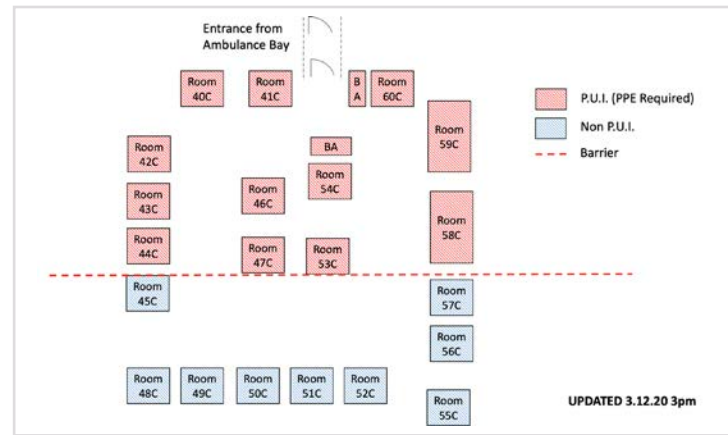 Entrance from
Ambulance Bay
Room
40C
Room
41C
B
A
Room
60C
P.U.I. (PPE Required)
Non P.U.I.
Barrier
Room
59C
Room
42C
BA
Room
54C
Room
46C
Room
43C
Room
58C
Room
44C
Room
47C
Room
53C
Room
45C
Room
57C
Room
56C
Room
48C
Room
49C
Room
50C
Room
51C
Room
52C
Room
55C
UPDATED 3.12.20 3pm